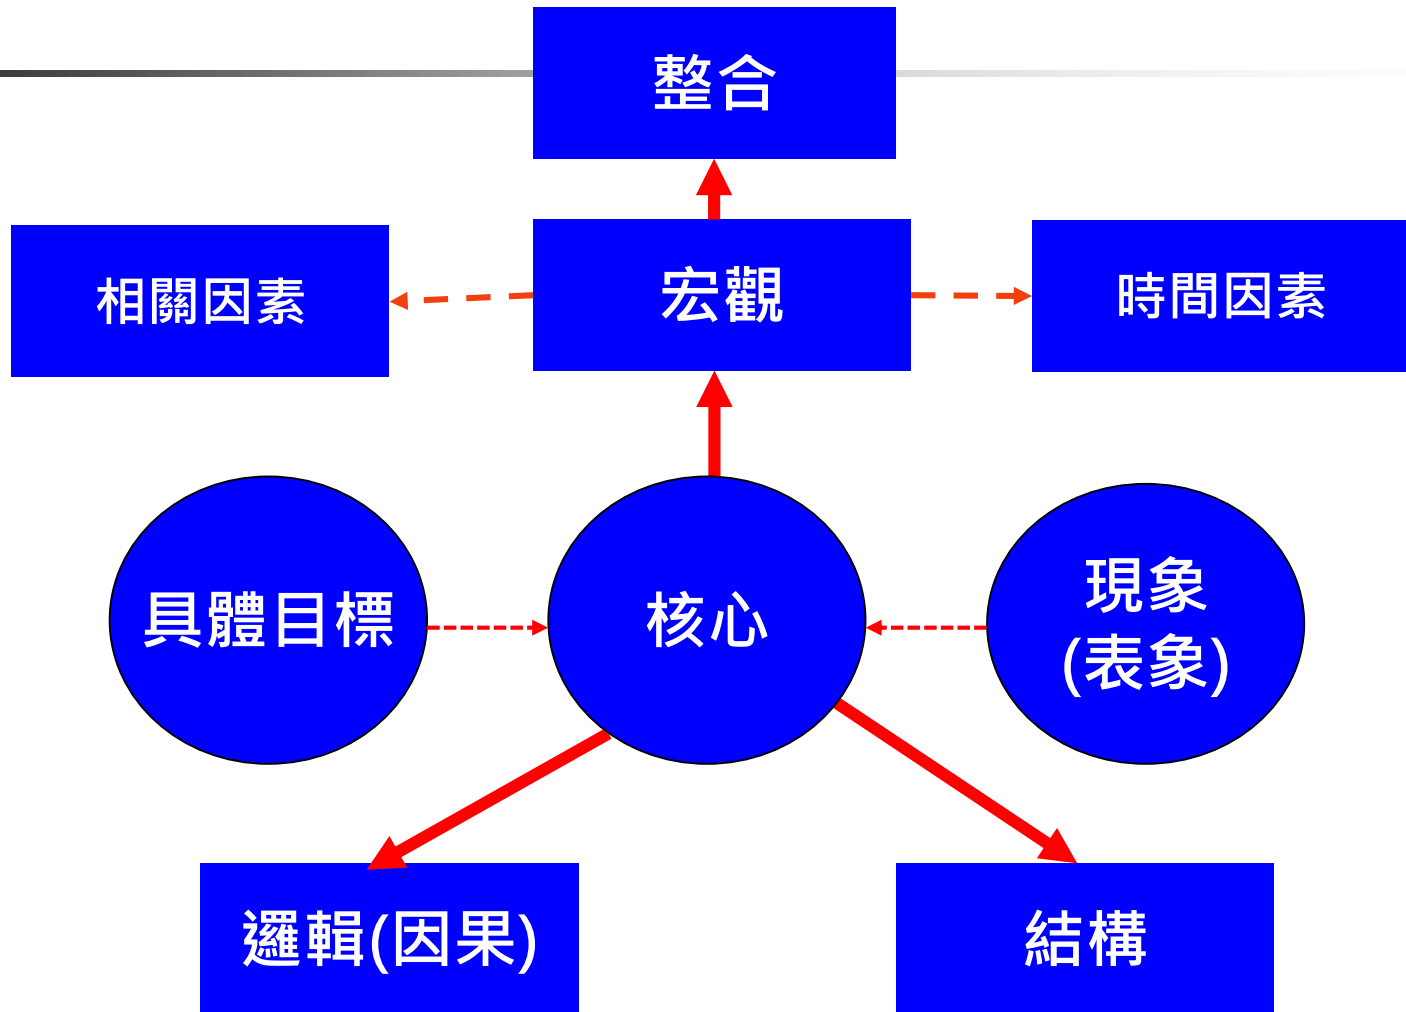 整合
相關因素
宏觀
時間因素
具體目標
核心
現象
(表象)
邏輯(因果)
結構